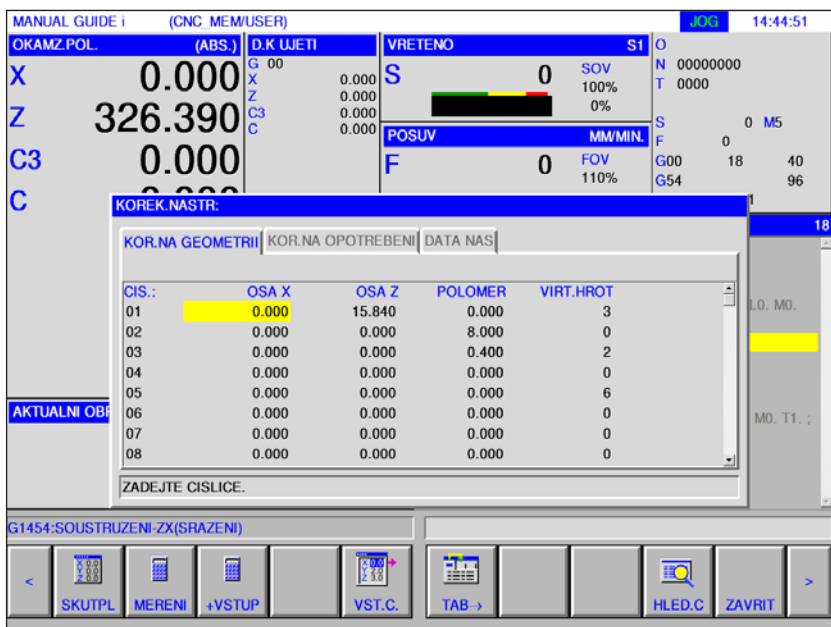 MANUAL GUIDE i (CNC_MEM/USER) JOG 14:44:51
OKAMZ.POL. (ABS.) D.K UJETI VRETENO S1 O
X 0.000 G 00 S 0 SOV N 00000000
X 0.000 100% T 0000
Z 0.000 0%
Z 326.390 C3 0.000 S 0 M5
C 0.000 POSUV MM/MIN. F 0
C3 0.000 F 0 FOV G00 18 40
110% G54 96
C
KOREK.NASTR: 18
KOR.NA GEOMETRII KOR.NA OPOTREBENI DATA NAS
CIS.: OSA X OSA Z POLOMER VIRT.HROT
01 0.000 15.840 0.000 3 L0. M0.
02 0.000 0.000 8.000 0
03 0.000 0.000 0.400 2
04 0.000 0.000 0.000 0
05 0.000 0.000 0.000 6
AKTUALNI OBR 06 0.000 0.000 0.000 0 M0. T1. ;
07 0.000 0.000 0.000 0
08 0.000 0.000 0.000 0
ZADEJTE CISLICE.
G1454:SOUSTRUZENI-ZX(SRAZENI)
< SKUTPL MERENI +VSTUP VST.C. TAB→ HLED.C ZAVRIT >